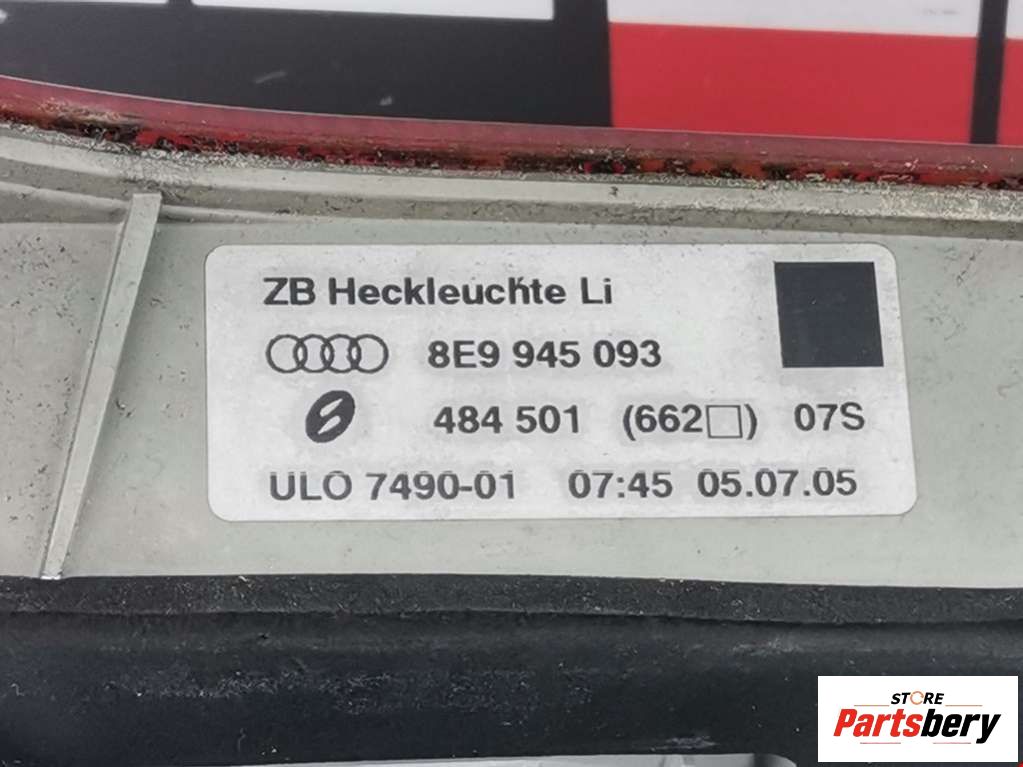 ZB Heckleuchte Li
8E9 945 093
484 501 (662□) 07S
ULO 7490-01 07:45 05.07.05
STORE
Partsbery